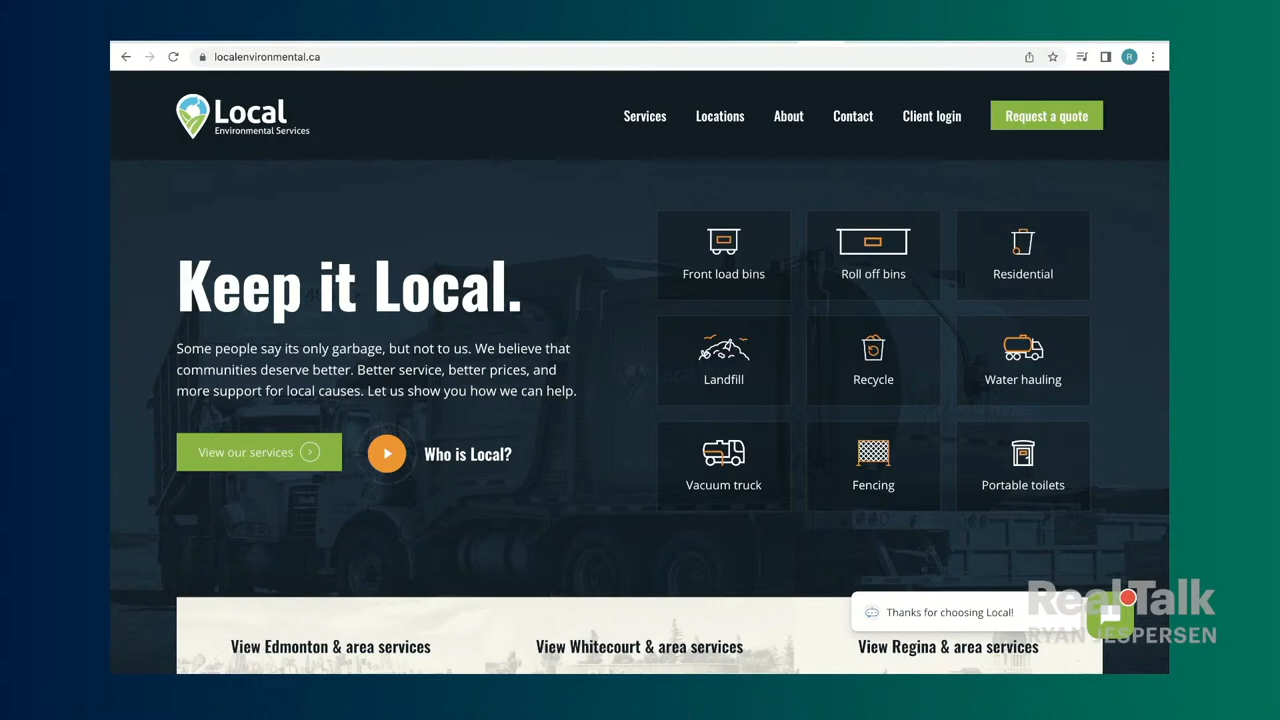 localenvironmental.ca
R
Local
Environmental Services
Services
Locations
About
Contact
Client login
Request a quote
Keep it Local.
Some people say its only garbage, but not to us. We believe that
communities deserve better. Better service, better prices, and
more support for local causes. Let us show you how we can help.
View our services
Who is Local?
Front load bins
Roll off bins
Residential
Landfill
Recycle
Water hauling
Vacuum truck
Fencing
Portable toilets
Thanks for choosing Local!
Real Talk
RYAN JESPERSEN
View Edmonton & area services
View Whitecourt & area services
View Regina & area services